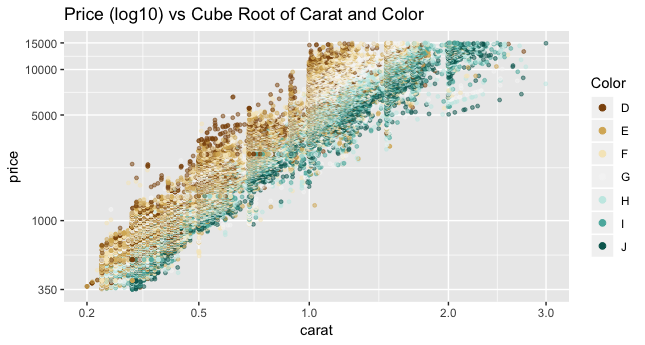 Price (log10) vs Cube Root of Carat and Color
15000
10000
5000
1000
350
price
0.2 0.5 1.0 2.0 3.0
carat
Color
D
E
F
G
H
I
J